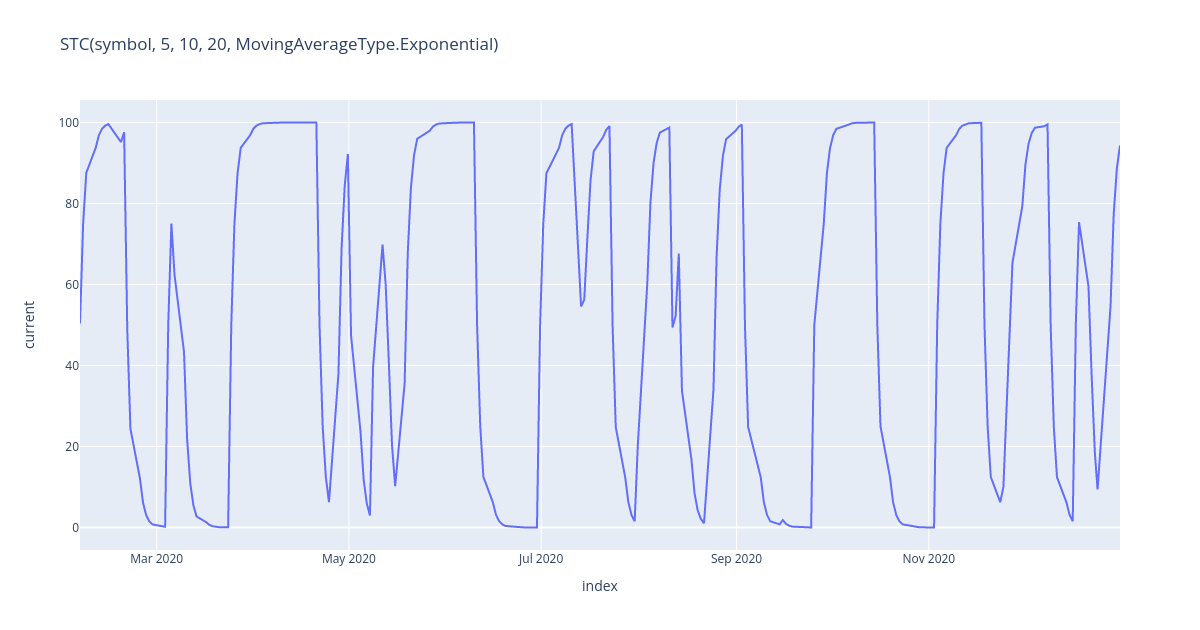 STC(symbol, 5, 10, 20, MovingAverageType.Exponential)
100
80
60
40
20
0
current
Mar 2020
May 2020
Jul 2020
Sep 2020
Nov 2020
index